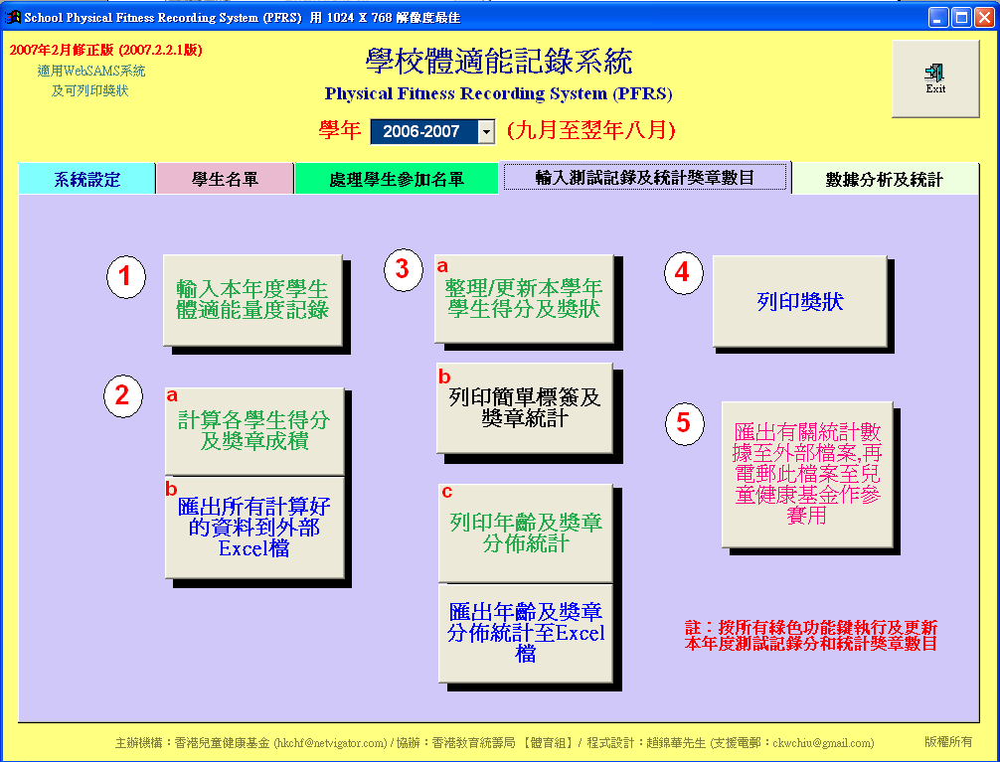 School Physical Fitness Recording System (PFRS) 用 1024 X 768 解像度最佳
2007年2月修正版 (2007.2.2.1版)
適用WebSAMS系統
及可列印獎狀
學校體適能記錄系統
Physical Fitness Recording System (PFRS)
學年 2006-2007 (九月至翌年八月)
Exit
系統設定
學生名單
處理學生參加名單
輸入測試記錄及統計獎章數目
數據分析及統計
1
輸入本年度學生
體適能量度記錄
2
a
計算各學生得分
及獎章成積
b
匯出所有計算好
的資料到外部
Excel檔
3
a
整理/更新本學年
學生得分及獎狀
b
列印簡單標簽及
獎章統計
c
列印年齡及獎章
分佈統計
匯出年齡及獎章
分佈統計至Excel
檔
4
列印獎狀
5
匯出有關統計數
據至外部檔案,再
電郵此檔案至兒
童健康基金作參
賽用
註：按所有綠色功能鍵執行及更新
本年度測試記錄分和統計獎章數目
主辦機構：香港兒童健康基金 (hkchf@netvigator.com) / 協辦：香港教育統籌局 【體育組】 / 程式設計：趙錦華先生 (支援電郵：ckwchiu@gmail.com)
版權所有